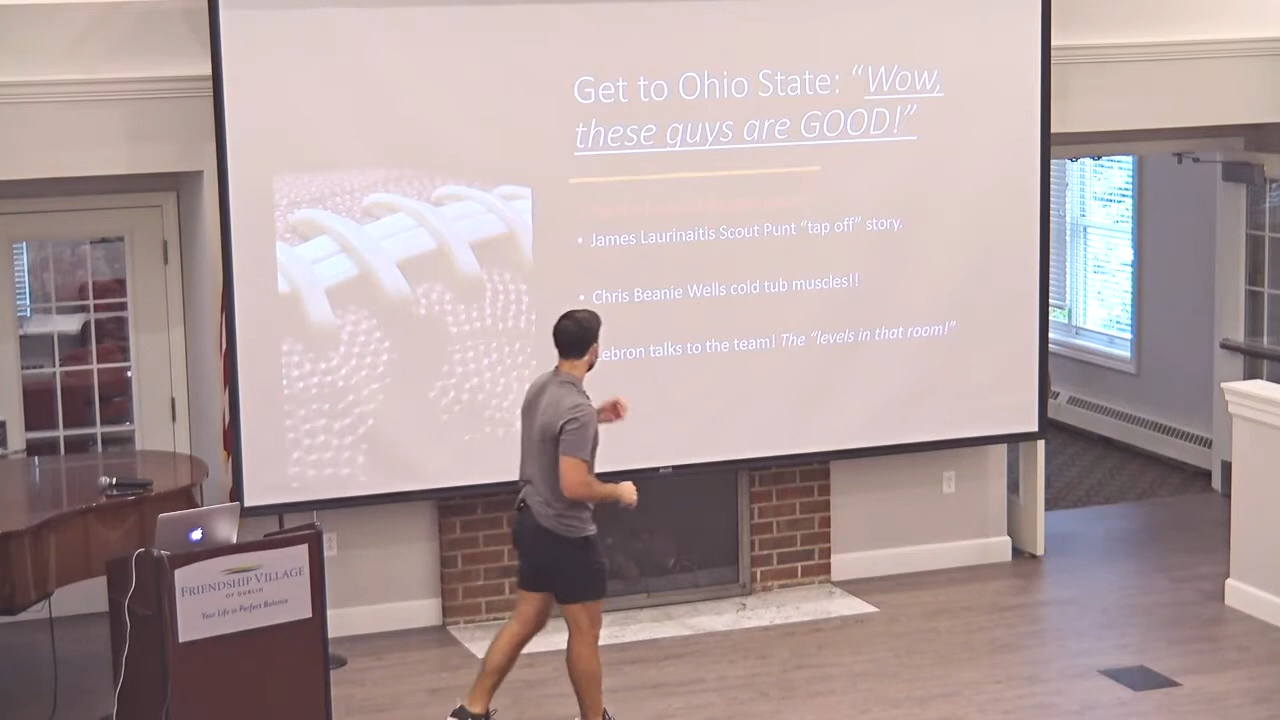 Get to Ohio State: “Wow,
these guys are GOOD!”
• James Laurinaitis Scout Punt “tap off” story.
• Chris Beanie Wells cold tub muscles!!
Lebron talks to the team! The “levels in that room!”
FRIENDSHIP VILLAGE
OF DUBLIN
Your Life in Perfect Balance